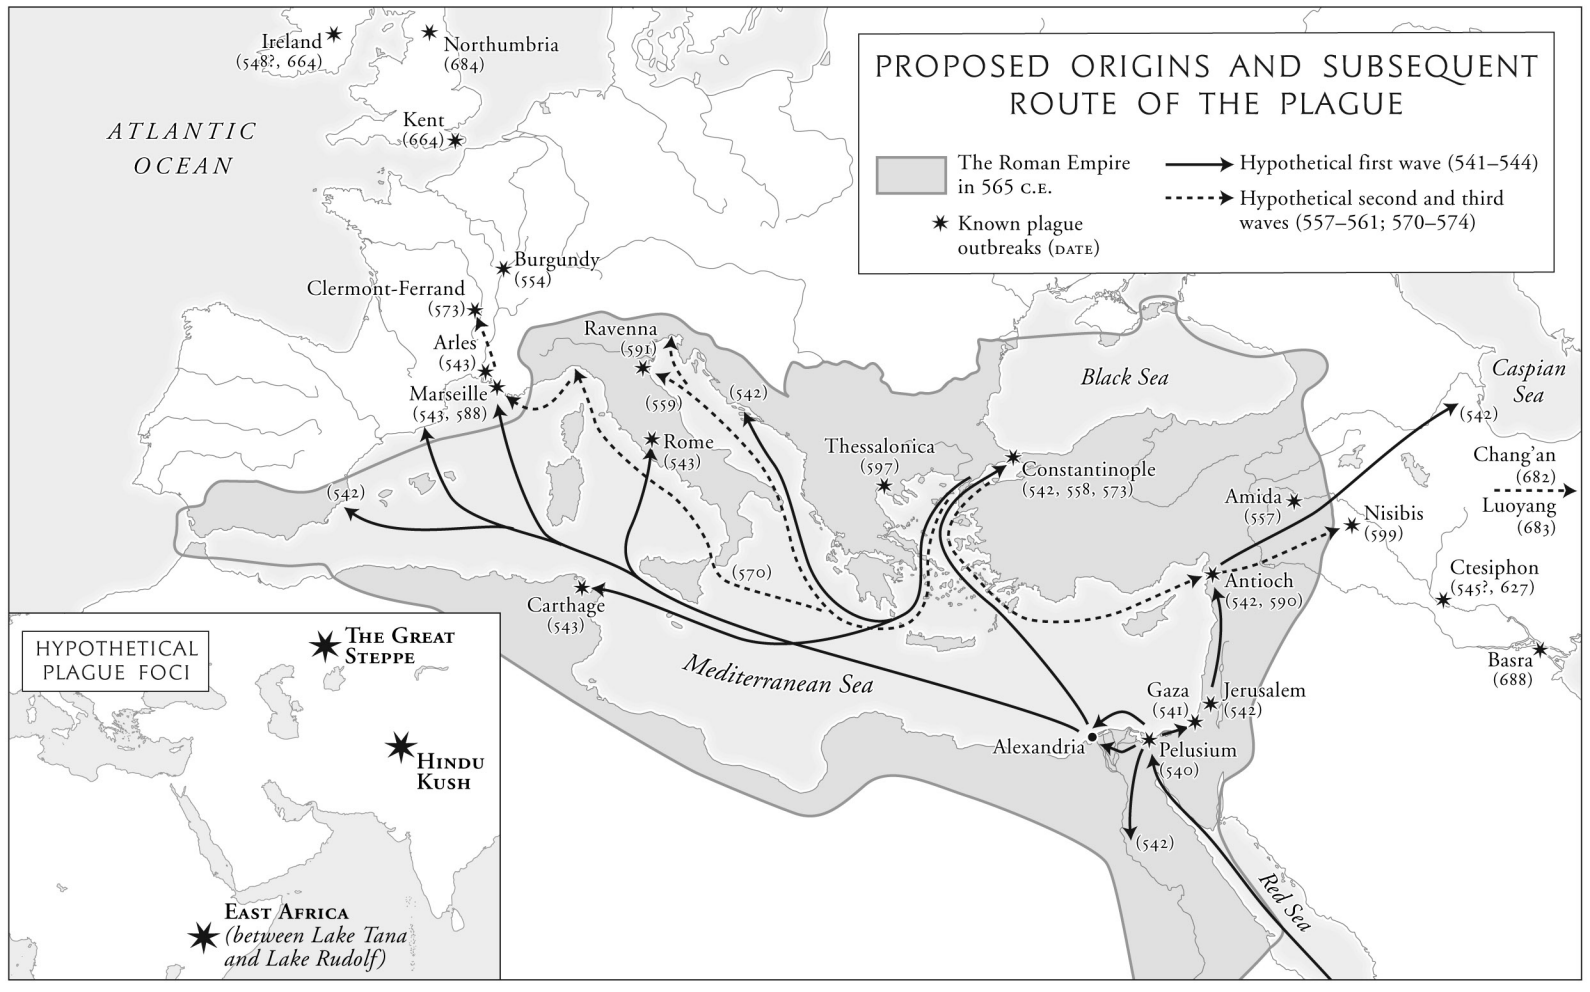 PROPOSED ORIGINS AND SUBSEQUENT
ROUTE OF THE PLAGUE
The Roman Empire
in 565 C.E.
Known plague
outbreaks (DATE)
Hypothetical first wave (541–544)
Hypothetical second and third
waves (557–561; 570–574)
Ireland
(548?, 664)
Northumbria
(684)
Kent
(664)
ATLANTIC
OCEAN
Burgundy
(554)
Clermont-Ferrand
(573)
Arles
(543)
Marseille
(543, 588)
Ravenna
(591)
(559)
(542)
Rome
(543)
(542)
(570)
Carthage
(543)
Thessalonica
(597)
Black Sea
Constantinople
(542, 558, 573)
Caspian
Sea
(542)
Chang'an
(682)
Luoyang
(683)
Amida
(557)
Nisibis
(599)
Antioch
(542, 590)
Ctesiphon
(545?, 627)
Basra
(688)
Mediterranean Sea
Gaza
(541)
Jerusalem
(542)
Alexandria
Pelusium
(540)
(542)
Red Sea
HYPOTHETICAL
PLAGUE FOCI
THE GREAT
STEPPE
HINDU
KUSH
EAST AFRICA
(between Lake Tana
and Lake Rudolf)